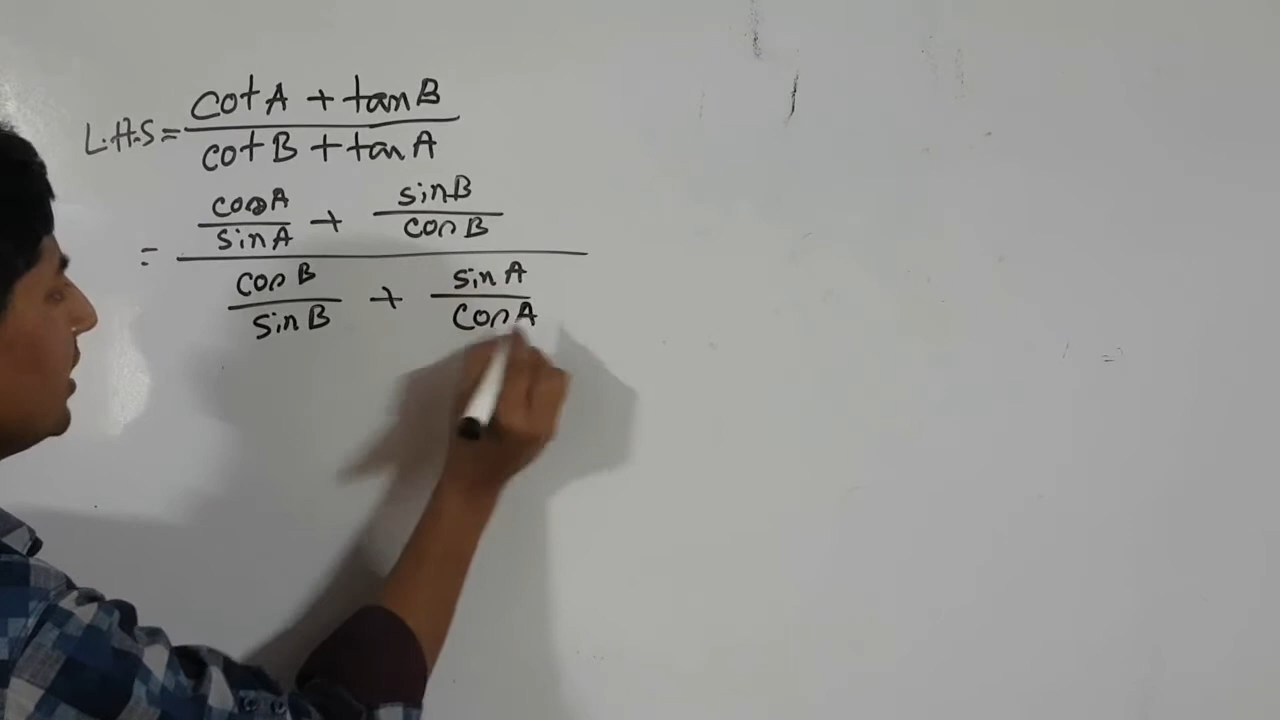 L.H.S = cot A + tan B
cot B + tan A
= cos A / sin A + sin B / cos B
cos B / sin B + sin A / cos A